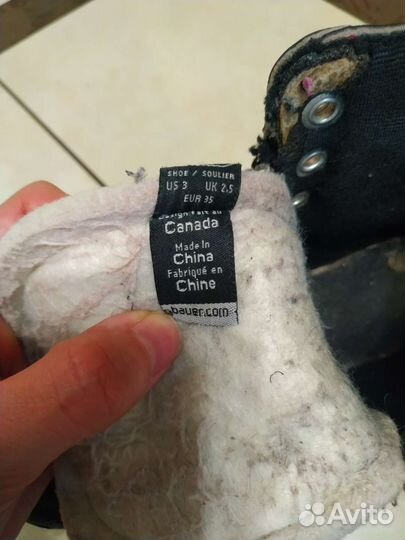 SHOE / SOULIER
US 3 UK 2.5
EUR 35
Canada
Made in
China
Fabriqué en
Chine
bauer.com
Avito